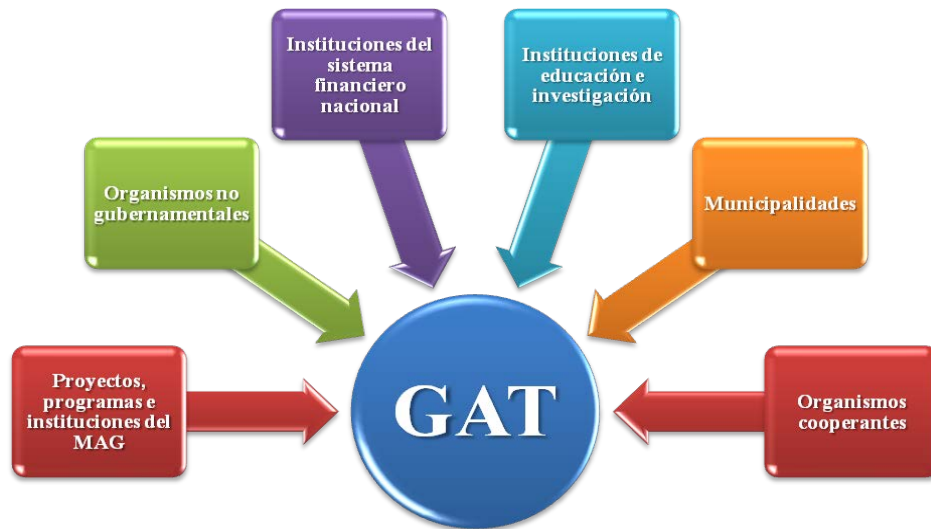 Instituciones del
sistema
financiero
nacional
Instituciones de
educación e
investigación
Organismos no
gubernamentales
Municipalidades
Proyectos,
programas e
instituciones del
MAG
GAT
Organismos
cooperantes